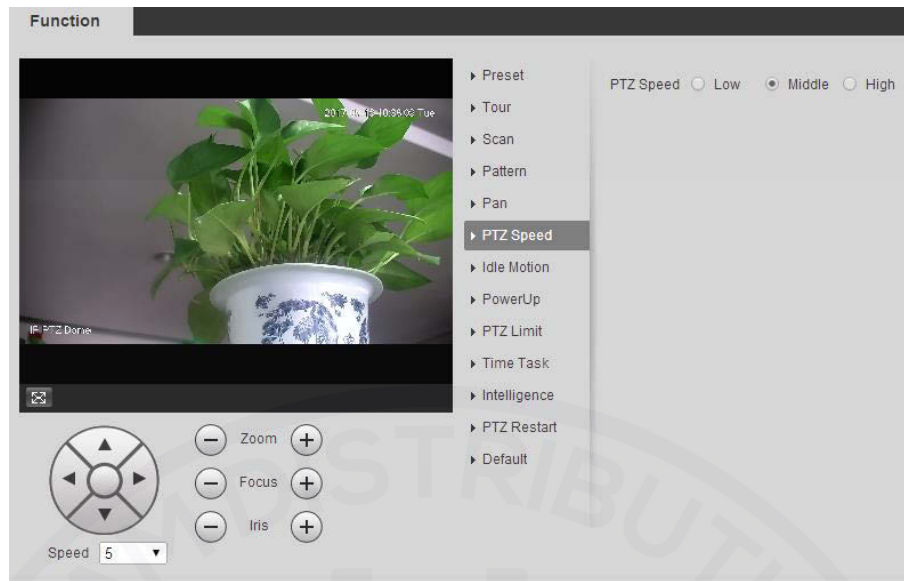 Function
Tue
PTZ Dome
Preset
Tour
Scan
Pattern
Pan
PTZ Speed
Idle Motion
PowerUp
PTZ Limit
Time Task
Intelligence
PTZ Restart
Default
PTZ Speed Low Middle High
Zoom
Focus
Iris
Speed 5